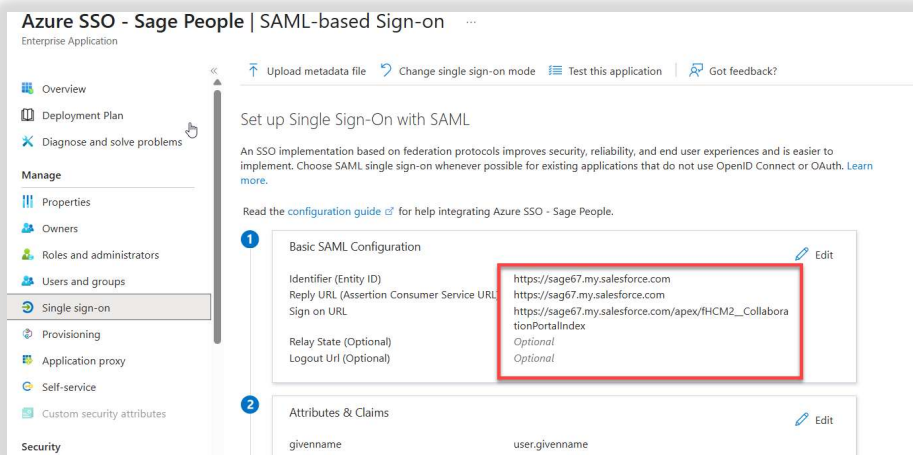 Azure SSO - Sage People | SAML-based Sign-on ...
Enterprise Application
«
Overview
Deployment Plan
Diagnose and solve problems
Manage
Properties
Owners
Roles and administrators
Users and groups
Single sign-on
Provisioning
Application proxy
Self-service
Custom security attributes
Security
Upload metadata file Change single sign-on mode Test this application Got feedback?
Set up Single Sign-On with SAML
An SSO implementation based on federation protocols improves security, reliability, and end user experiences and is easier to
implement. Choose SAML single sign-on whenever possible for existing applications that do not use OpenID Connect or OAuth. Learn
more.
Read the configuration guide for help integrating Azure SSO - Sage People.
1
Basic SAML Configuration
Edit
Identifier (Entity ID) https://sage67.my.salesforce.com
Reply URL (Assertion Consumer Service URL) https://sag67.my.salesforce.com
Sign on URL https://sage67.my.salesforce.com/apex/fHCM2__Collabora
tionPortalIndex
Relay State (Optional) Optional
Logout Url (Optional) Optional
2
Attributes & Claims
Edit
givenname user.givenname